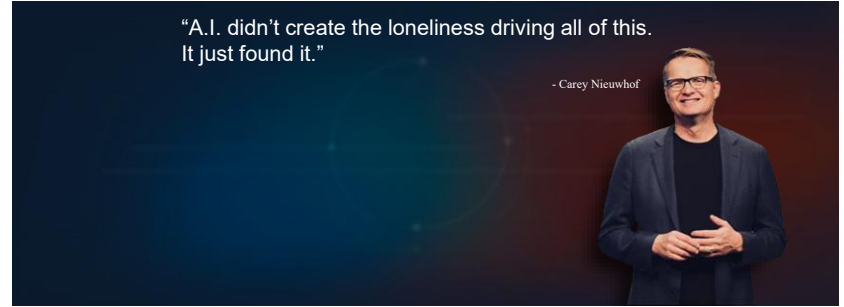 “A.I. didn’t create the loneliness driving all of this.
It just found it.”
- Carey Nieuwhof